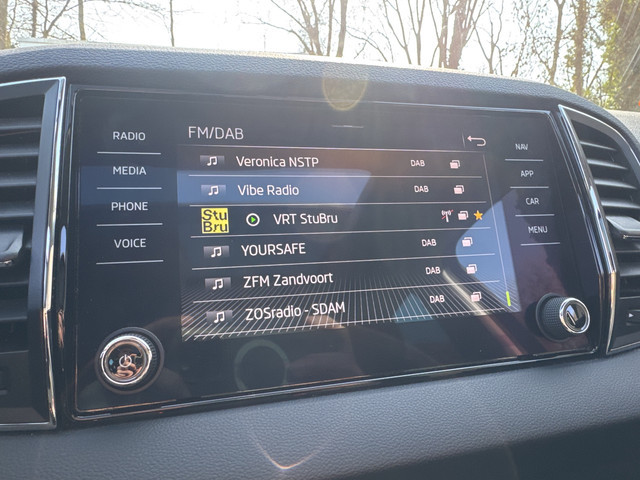 FM/DAB
RADIO
MEDIA
PHONE
VOICE
Veronica NSTP DAB
Vibe Radio DAB
Stu
Bru
VRT StuBru
YOURSAFE DAB
ZFM Zandvoort DAB
ZOSradio - SDAM DAB
NAV
APP
CAR
MENU